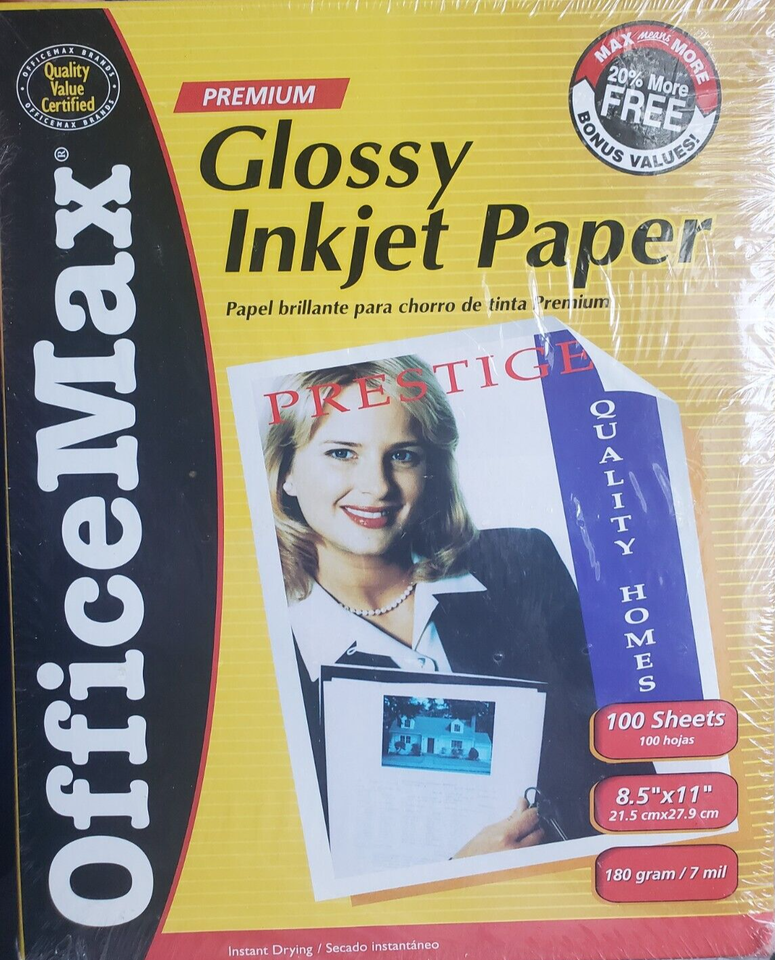 OFFICEMAX BRANDS
Quality
Value
Certified
OFFICEMAX BRANDS
OfficeMax®
MAX means MORE
20% More
FREE
BONUS VALUES!
PREMIUM
Glossy
Inkjet Paper
Papel brillante para chorro de tinta Premium
PRESTIGE
QUALITY HOMES
100 Sheets
100 hojas
8.5"x11"
21.5 cmx27.9 cm
180 gram / 7 mil
Instant Drying / Secado instantáneo